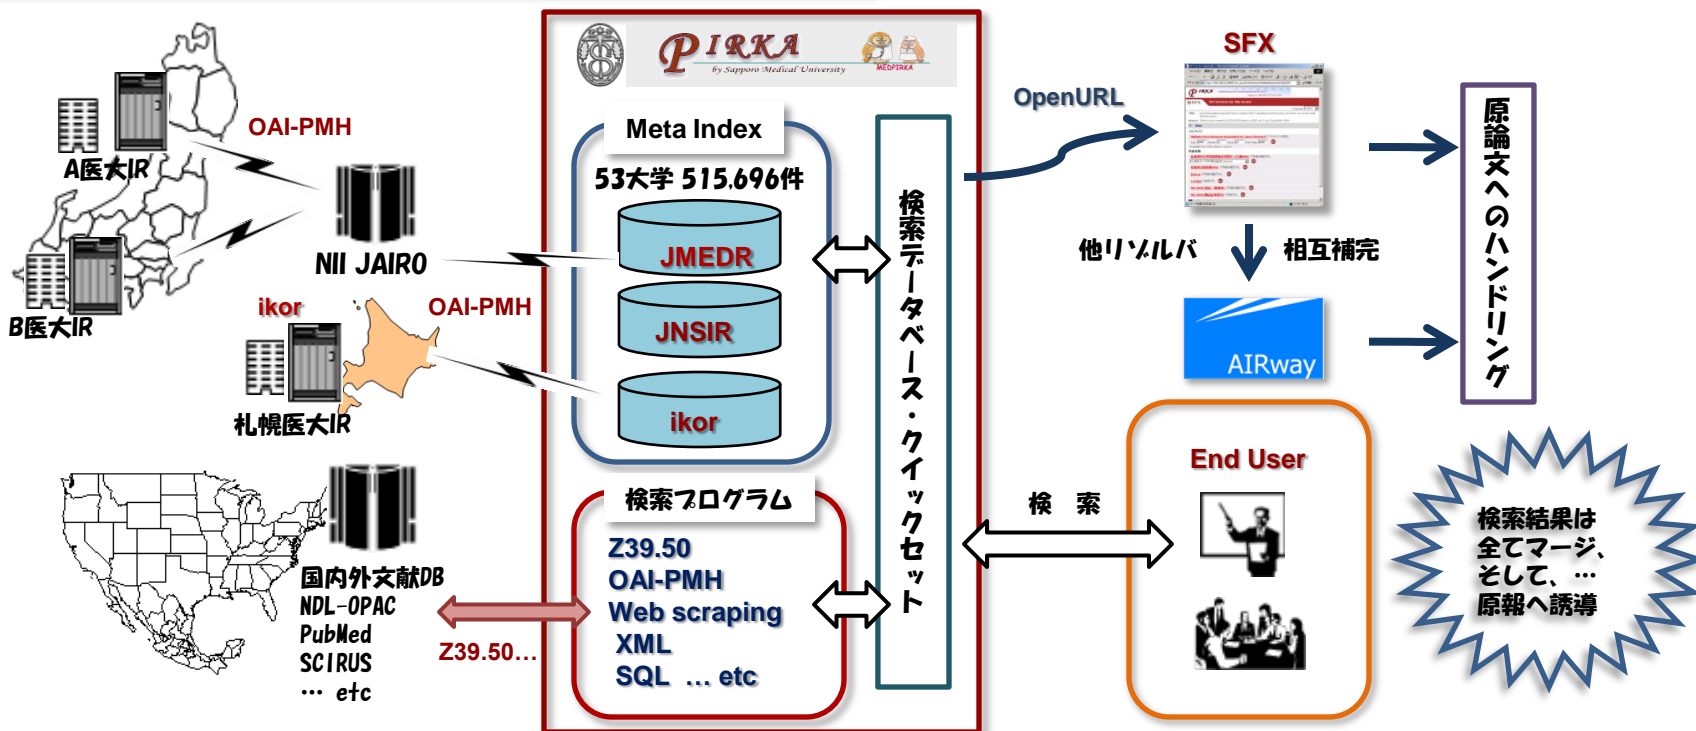 PIRKA
by Sapporo Medical University
MEDPIRKA
OAI-PMH
A医大IR
B医大IR
NII JAIRO
ikor
OAI-PMH
札幌医大IR
国内外文献DB
NDL-OPAC
PubMed
SCIRUS
… etc
Z39.50…
Meta Index
53大学 515,696件
JMEDR
JNSIR
ikor
検索プログラム
Z39.50
OAI-PMH
Web scraping
XML
SQL … etc
検索データベース・クイックセット
OpenURL
SFX
他リゾルバ
相互補完
AIRway
原論文へのハンドリング
検 索
End User
検索結果は
全てマージ、
そして、…
原報へ誘導